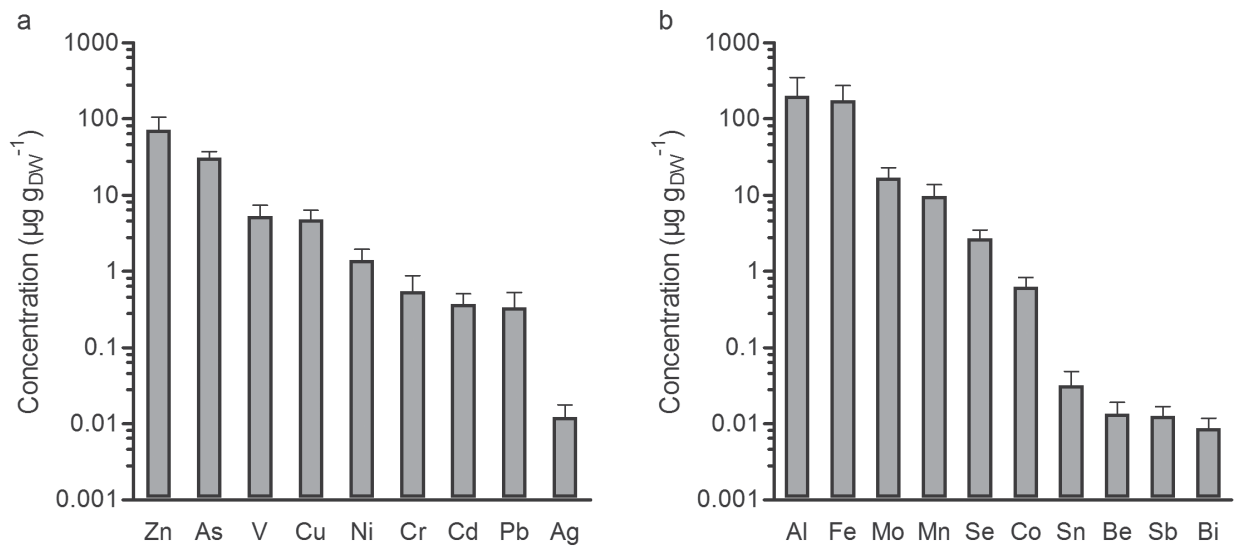 a
1000
100
10
1
0.1
0.01
0.001
Concentration (µg g_DW^-1)
Zn As V Cu Ni Cr Cd Pb Ag
b
1000
100
10
1
0.1
0.01
0.001
Concentration (µg g_DW^-1)
Al Fe Mo Mn Se Co Sn Be Sb Bi